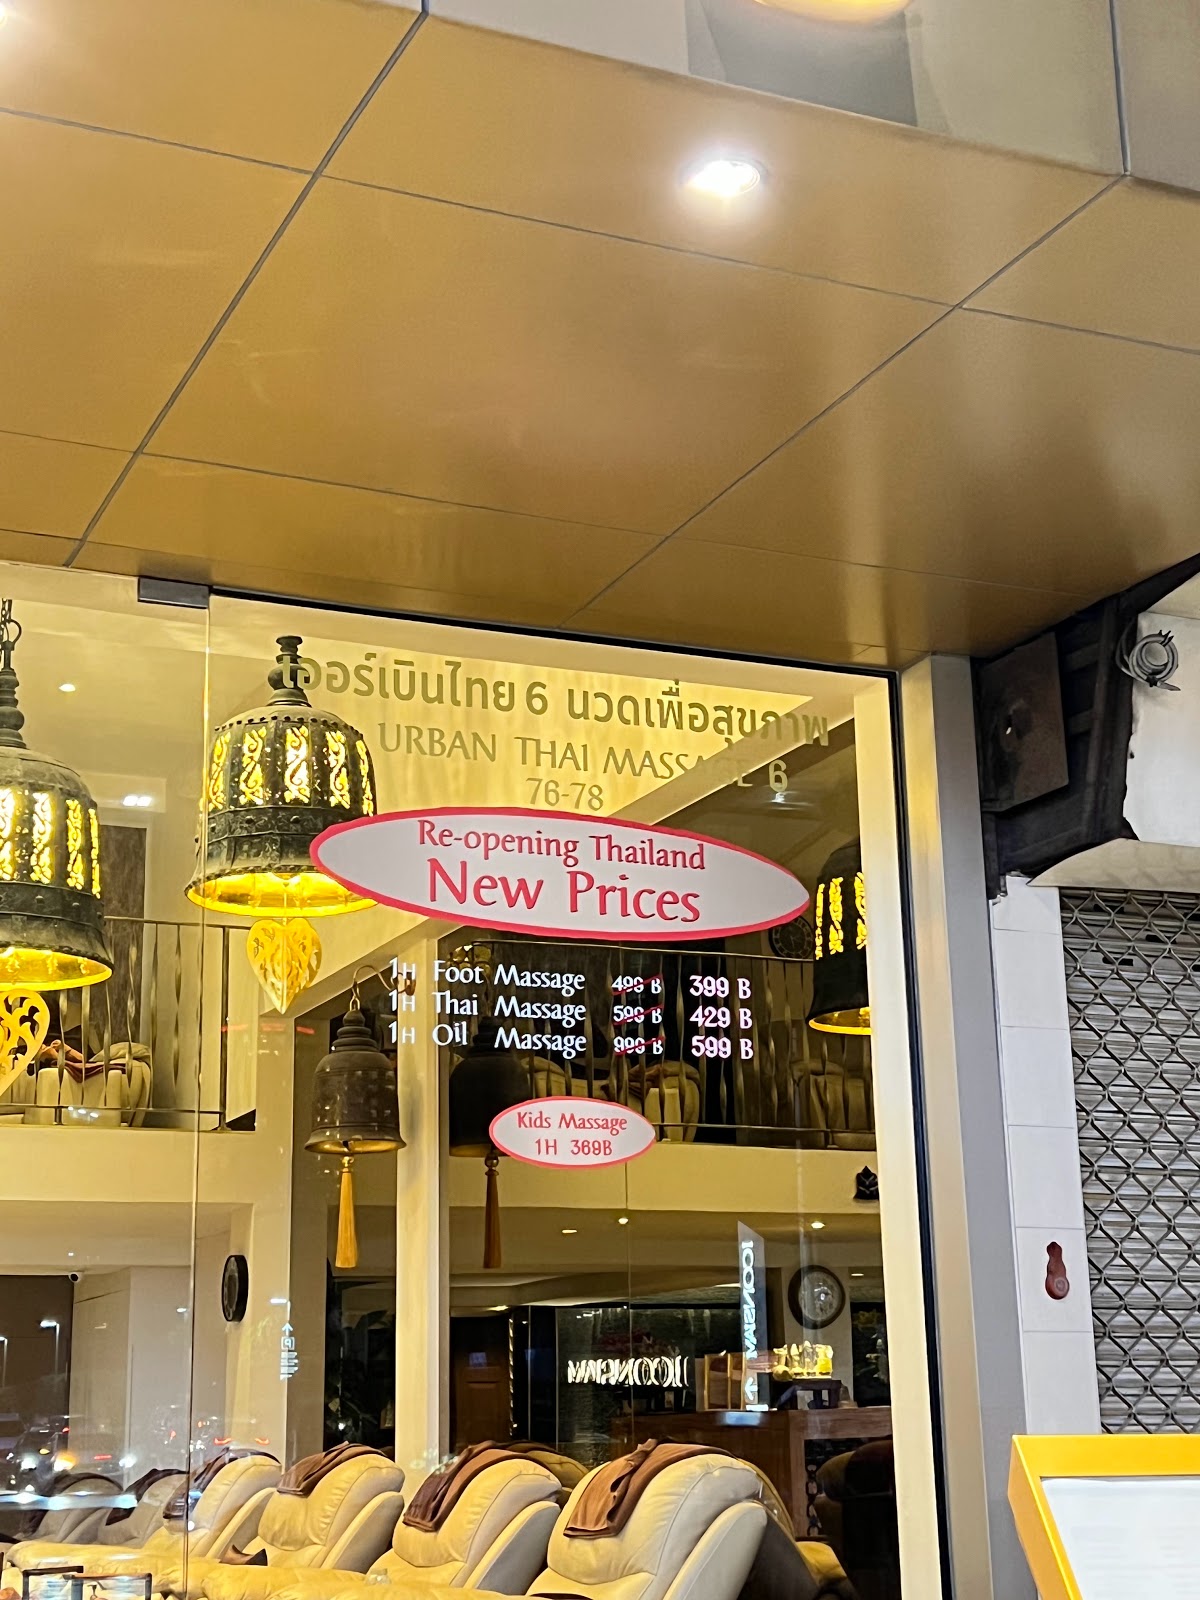 เออร์เบินไทย 6 นวดเพื่อสุขภาพ
URBAN THAI MASSAGE 6
76-78
Re-opening Thailand
New Prices
1H Foot Massage 499 B 399 B
1H Thai Massage 599 B 429 B
1H Oil Massage 999 B 599 B
Kids Massage
1H 369B
ICONSIAM
ICONSIAM